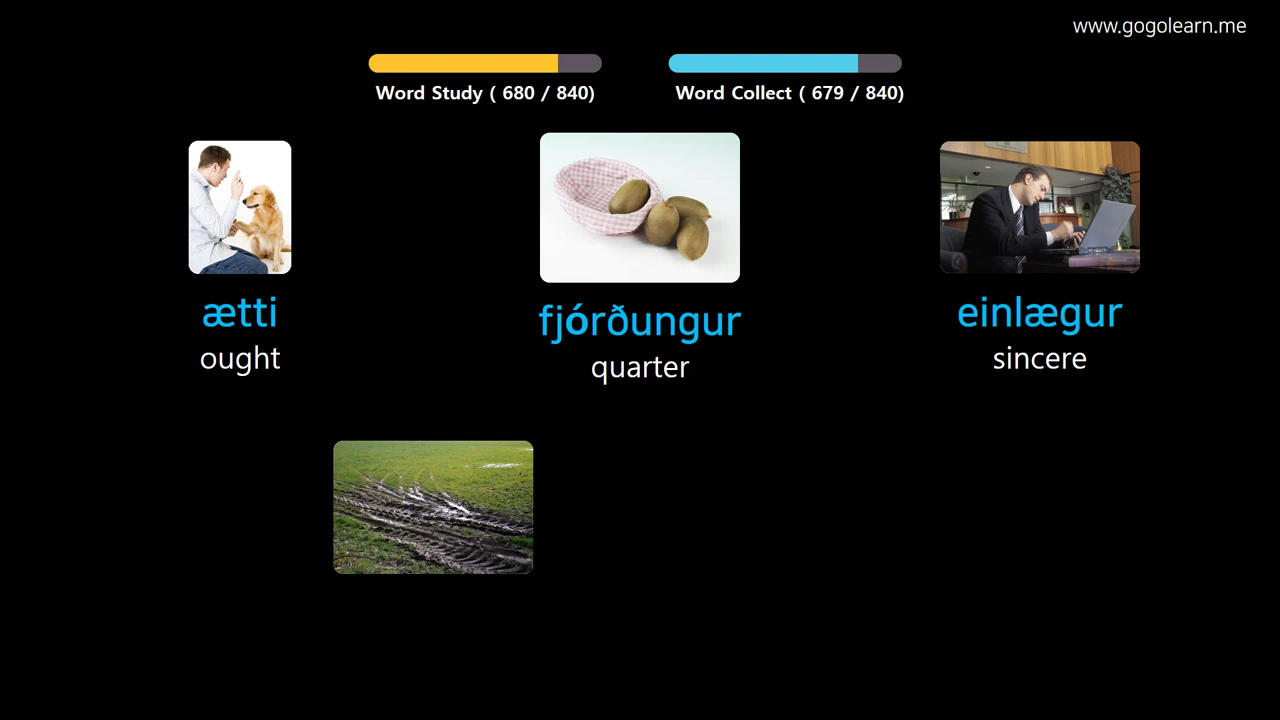 www.gogolearn.me
Word Study ( 680 / 840)
Word Collect ( 679 / 840)
ætti
ought
fjórðungur
quarter
einlægur
sincere